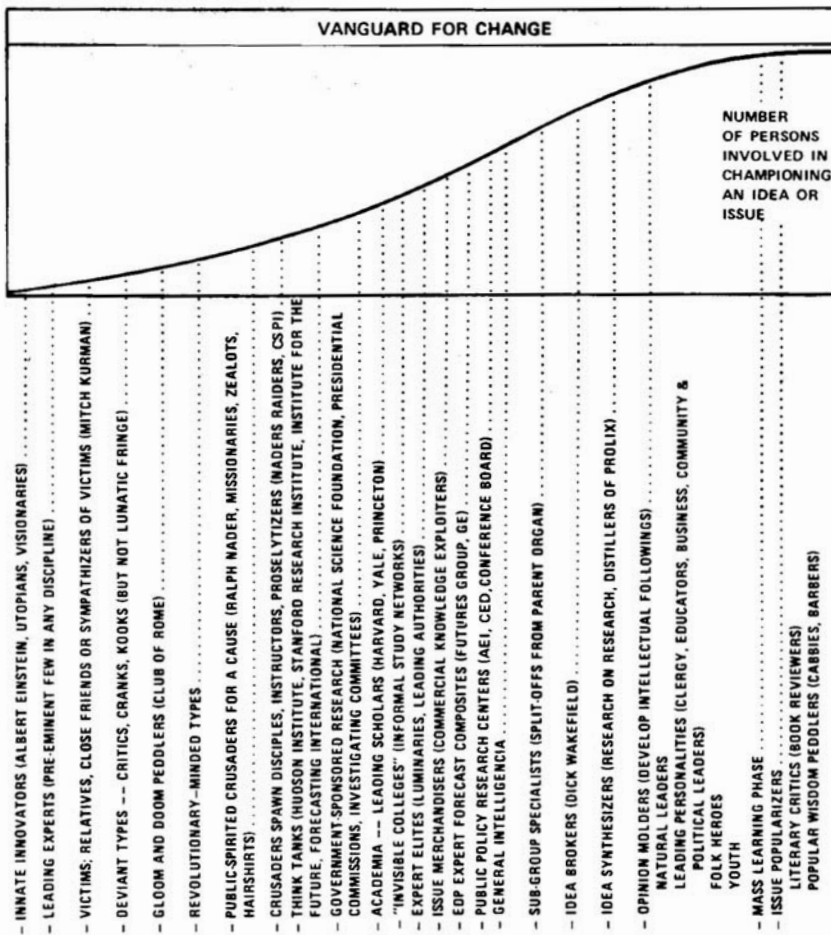 VANGUARD FOR CHANGE
NUMBER
OF PERSONS
INVOLVED IN
CHAMPIONING
AN IDEA OR
ISSUE
– INNATE INNOVATORS (ALBERT EINSTEIN, UTOPIANS, VISIONARIES)
– LEADING EXPERTS (PRE-EMINENT FEW IN ANY DISCIPLINE)
– VICTIMS; RELATIVES, CLOSE FRIENDS OR SYMPATHIZERS OF VICTIMS (MITCH KURMAN)
– DEVIANT TYPES -- CRITICS, CRANKS, KOOKS (BUT NOT LUNATIC FRINGE)
– GLOOM AND DOOM PEDDLERS (CLUB OF ROME)
– REVOLUTIONARY-MINDED TYPES
– PUBLIC-SPIRITED CRUSADERS FOR A CAUSE (RALPH NADER, MISSIONARIES, ZEALOTS,
HAIRSHIRTS)
– CRUSADERS SPAWN DISCIPLES, INSTRUCTORS, PROSELYTIZERS (NADERS RAIDERS, CSPI)
– THINK TANKS (HUDSON INSTITUTE, STANFORD RESEARCH INSTITUTE, INSTITUTE FOR THE
FUTURE, FORECASTING INTERNATIONAL)
– GOVERNMENT-SPONSORED RESEARCH (NATIONAL SCIENCE FOUNDATION, PRESIDENTIAL
COMMISSIONS, INVESTIGATING COMMITTEES)
– ACADEMIA -- LEADING SCHOLARS (HARVARD, YALE, PRINCETON)
– "INVISIBLE COLLEGES" (INFORMAL STUDY NETWORKS)
– EXPERT ELITES (LUMINARIES, LEADING AUTHORITIES)
– ISSUE MERCHANDISERS (COMMERCIAL KNOWLEDGE EXPLOITERS)
– EDP EXPERT FORECAST COMPOSITES (FUTURES GROUP, GE)
– PUBLIC POLICY RESEARCH CENTERS (AEI, CED, CONFERENCE BOARD)
– GENERAL INTELLIGENCIA
– SUB-GROUP SPECIALISTS (SPLIT-OFFS FROM PARENT ORGAN)
– IDEA BROKERS (DICK WAKEFIELD)
– IDEA SYNTHESIZERS (RESEARCH ON RESEARCH, DISTILLERS OF PROLIX)
– OPINION MOLDERS (DEVELOP INTELLECTUAL FOLLOWINGS)
NATURAL LEADERS
LEADING PERSONALITIES (CLERGY, EDUCATORS, BUSINESS, COMMUNITY &
POLITICAL LEADERS)
FOLK HEROES
YOUTH
– MASS LEARNING PHASE
– ISSUE POPULARIZERS
LITERARY CRITICS (BOOK REVIEWERS)
POPULAR WISDOM PEDDLERS (CABBIES, BARBERS)